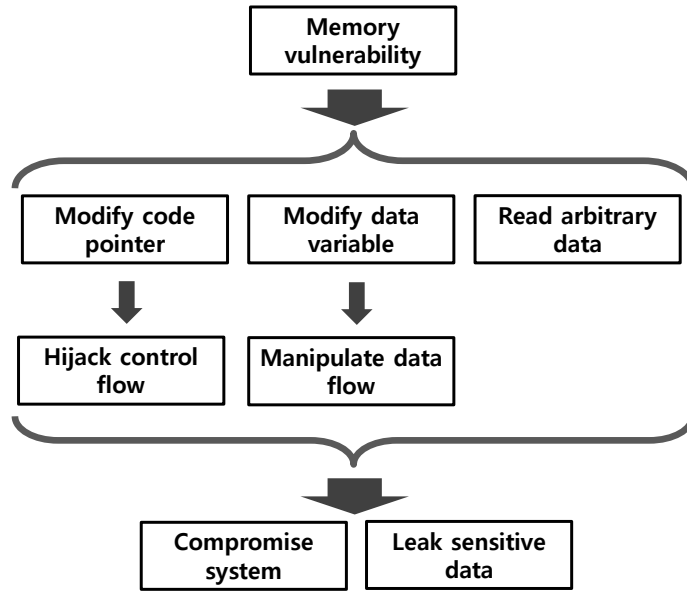 Memory
vulnerability
Modify code
pointer
Modify data
variable
Read arbitrary
data
Hijack control
flow
Manipulate data
flow
Compromise
system
Leak sensitive
data